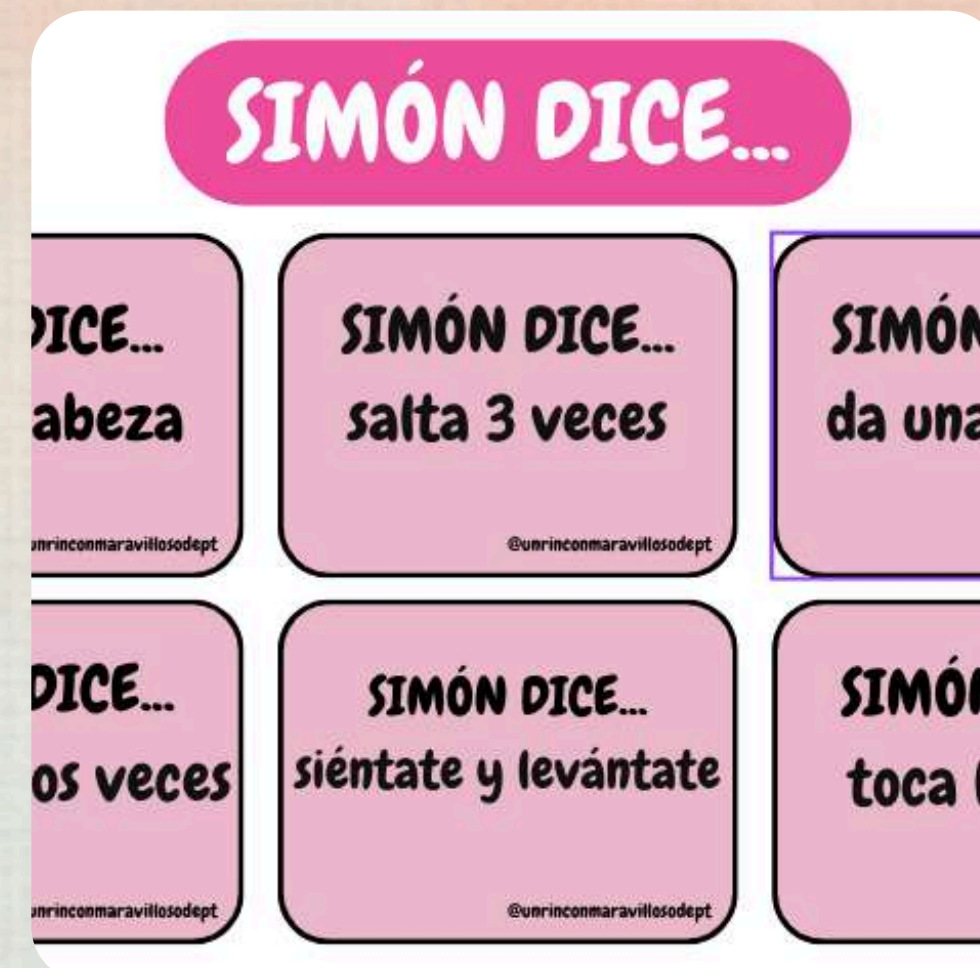 SIMÓN DICE...
DICE...
abeza
@unrinconmaravillosodept
SIMÓN DICE...
salta 3 veces
@unrinconmaravillosodept
SIMÓN
da una
DICE...
os veces
@unrinconmaravillosodept
SIMÓN DICE...
siéntate y levántate
@unrinconmaravillosodept
SIMÓN
toca